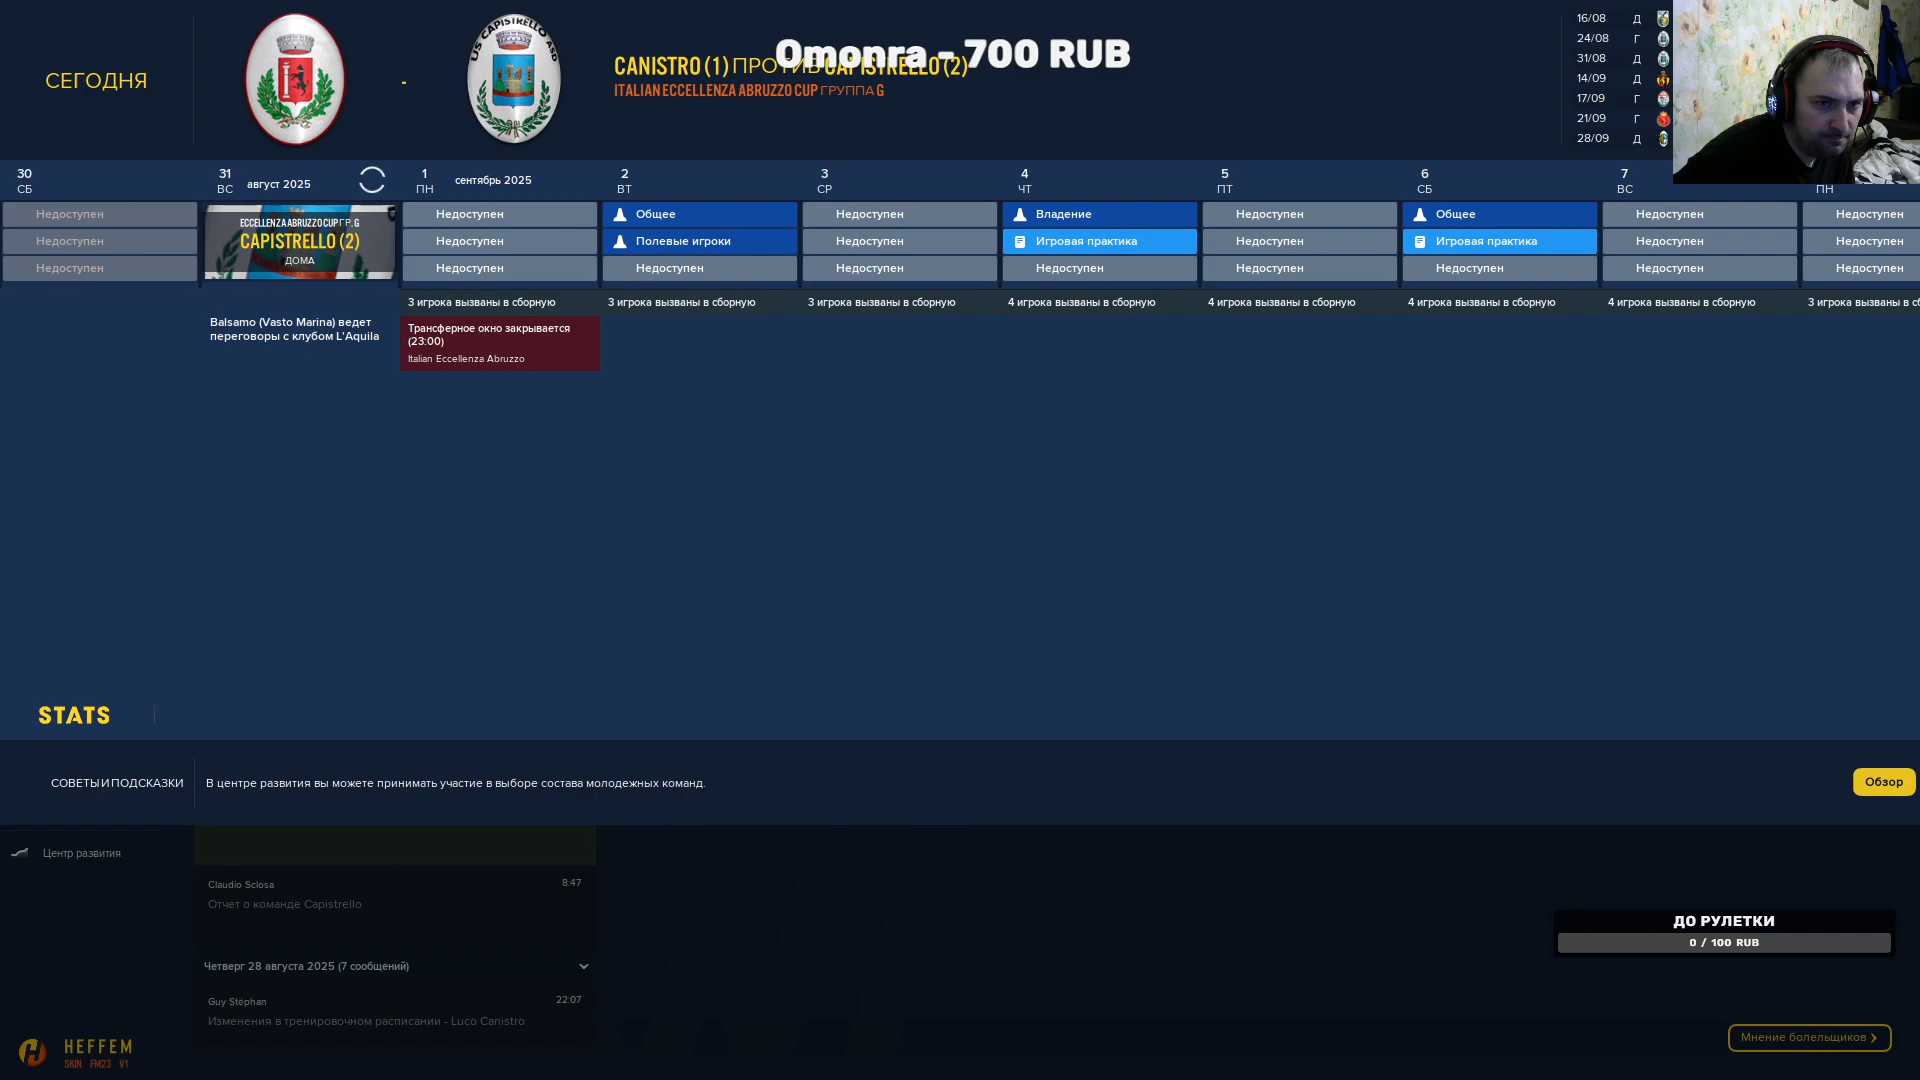 СЕГОДНЯ
LUS CAPISTRELLO ASD
-
CANISTRO (1) ПРОТИВ CAPISTRELLO (2)
Omonra - 700 RUB
ITALIAN ECCELLENZA ABRUZZO CUP ГРУППА G
16/08 Д
24/08 Г
31/08 Д
14/09 Д
17/09 Г
21/09 Г
28/09 Д
30 СБ
31 ВС август 2025
1 ПН сентябрь 2025
2 ВТ
3 СР
4 ЧТ
5 ПТ
6 СБ
7 ВС
ПН
Недоступен
Недоступен
Недоступен
ECCELLENZA ABRUZZO CUP ГР. G
CAPISTRELLO (2)
ДОМА
Недоступен
Недоступен
Недоступен
Общее
Полевые игроки
Недоступен
Недоступен
Недоступен
Недоступен
Владение
Игровая практика
Недоступен
Недоступен
Недоступен
Недоступен
Общее
Игровая практика
Недоступен
Недоступен
Недоступен
Недоступен
Недоступен
Недоступен
Недоступен
3 игрока вызваны в сборную
3 игрока вызваны в сборную
3 игрока вызваны в сборную
4 игрока вызваны в сборную
4 игрока вызваны в сборную
4 игрока вызваны в сборную
4 игрока вызваны в сборную
3 игрока вызваны в сб
Balsamo (Vasto Marina) ведет
переговоры с клубом L'Aquila
Трансферное окно закрывается
(23:00)
Italian Eccellenza Abruzzo
STATS
СОВЕТЫ И ПОДСКАЗКИ
В центре развития вы можете принимать участие в выборе состава молодежных команд.
Обзор
Центр развития
Claudio Sclosa 8:47
Отчет о команде Capistrello
Четверг 28 августа 2025 (7 сообщений)
Guy Stéphan 22:07
Изменения в тренировочном расписании - Luco Canistro
ДО РУЛЕТКИ
0 / 100 RUB
HEFFEM
SKIN FM23 V1
Мнение болельщиков